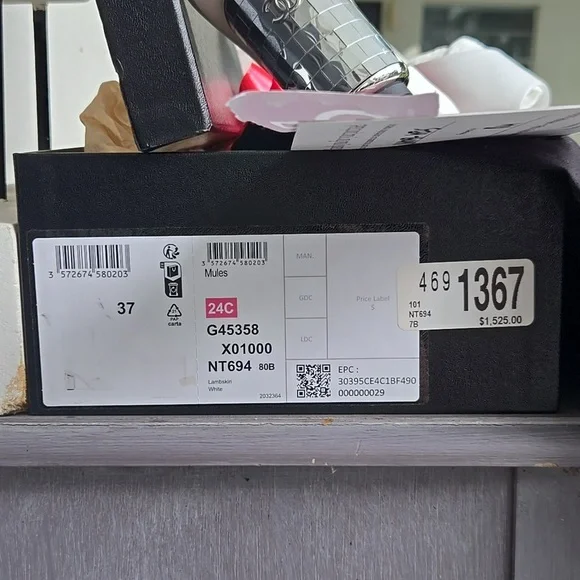 3 572674 580203
37
PAP
carta
3 572674 580203
Mules
24C
G45358
X01000
NT694 80B
Lambskin
White
2032364
MAN.
GDC
LDC
Price Label
$
EPC :
30395CE4C1BF490
000000029
469 1367
101
NT694
7B
$1,525.00